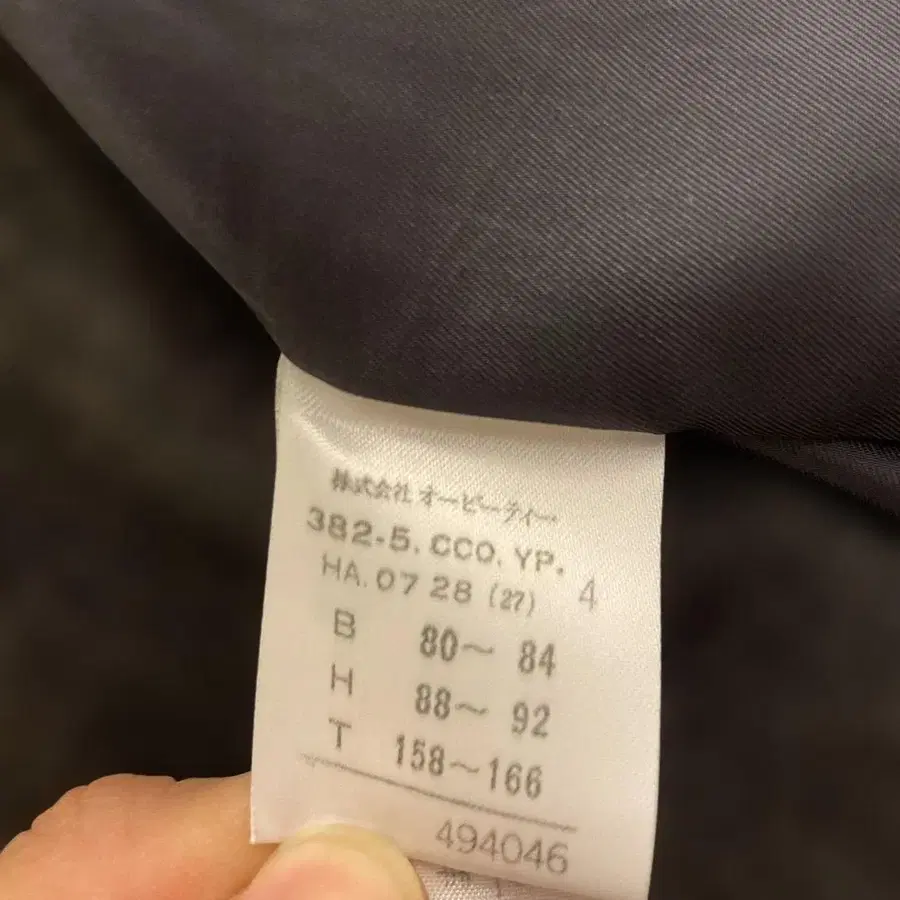 株式会社 オービーティー
382-5. CCO. YP.
HA. 07 28 (27) 4
B 80～ 84
H 88～ 92
T 158～166
494046